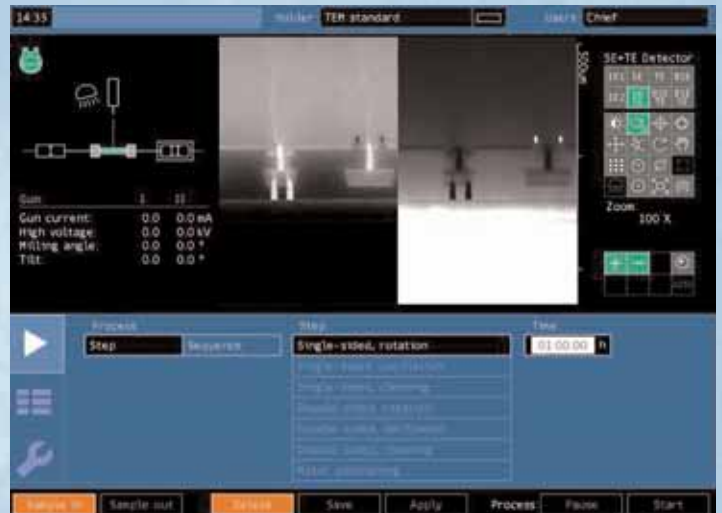 14:35
Holder TEM standard
Users Chief
SE+TE Detector
Zoom:
100 X
Gun: I II
Gun current: 0.0 0.0 mA
High voltage: 0.0 0.0 kV
Milling angle: 0.0 0.0 °
Tilt: 0.0 0.0 °
Process
Step Sequence
Step
Single-sided, rotation
Single-sided, oscillation
Single-sided, cleaning
Double-sided, rotation
Double-sided, oscillation
Double-sided, cleaning
Time
01:00:00 h
Sample in
Sample out
Delete
Save
Apply
Process:
Pause
Start